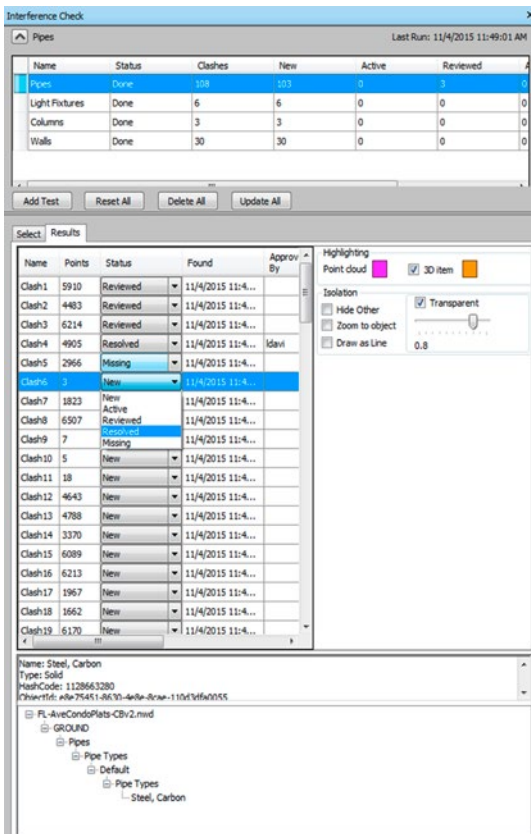 Interference Check
Pipes Last Run: 11/4/2015 11:49:01 AM
Name Status Clashes New Active Reviewed A
Pipes Done 108 103 0 3 0
Light Fixtures Done 6 6 0 0 0
Columns Done 3 3 0 0 0
Walls Done 30 30 0 0 0
Add Test Reset All Delete All Update All
Select Results
Name Points Status Found Approv By
Clash1 5910 Reviewed 11/4/2015 11:4...
Clash2 4483 Reviewed 11/4/2015 11:4...
Clash3 6214 Reviewed 11/4/2015 11:4...
Clash4 4905 Resolved 11/4/2015 11:4... ldavi
Clash5 2966 Missing 11/4/2015 11:4...
Clash6 3 New 11/4/2015 11:4...
Clash7 1823 11/4/2015 11:4...
Clash8 6507 11/4/2015 11:4...
Clash9 7 11/4/2015 11:4...
New
Active
Reviewed
Resolved
Missing
Clash10 5 New 11/4/2015 11:4...
Clash11 18 New 11/4/2015 11:4...
Clash12 4643 New 11/4/2015 11:4...
Clash13 4788 New 11/4/2015 11:4...
Clash14 3370 New 11/4/2015 11:4...
Clash15 6089 New 11/4/2015 11:4...
Clash16 6213 New 11/4/2015 11:4...
Clash17 1967 New 11/4/2015 11:4...
Clash18 1662 New 11/4/2015 11:4...
Clash19 6170 New 11/4/2015 11:4...
Highlighting
Point cloud 3D item
Isolation
Hide Other
Zoom to object
Draw as Line
Transparent
0.8
Name: Steel, Carbon
Type: Solid
HashCode: 1128663280
ObjectId: e8e75451-8630-4e8e-8cae-110d3dfa0055
FL-AveCondoPlats-CBv2.nwd
GROUND
Pipes
Pipe Types
Default
Pipe Types
Steel, Carbon